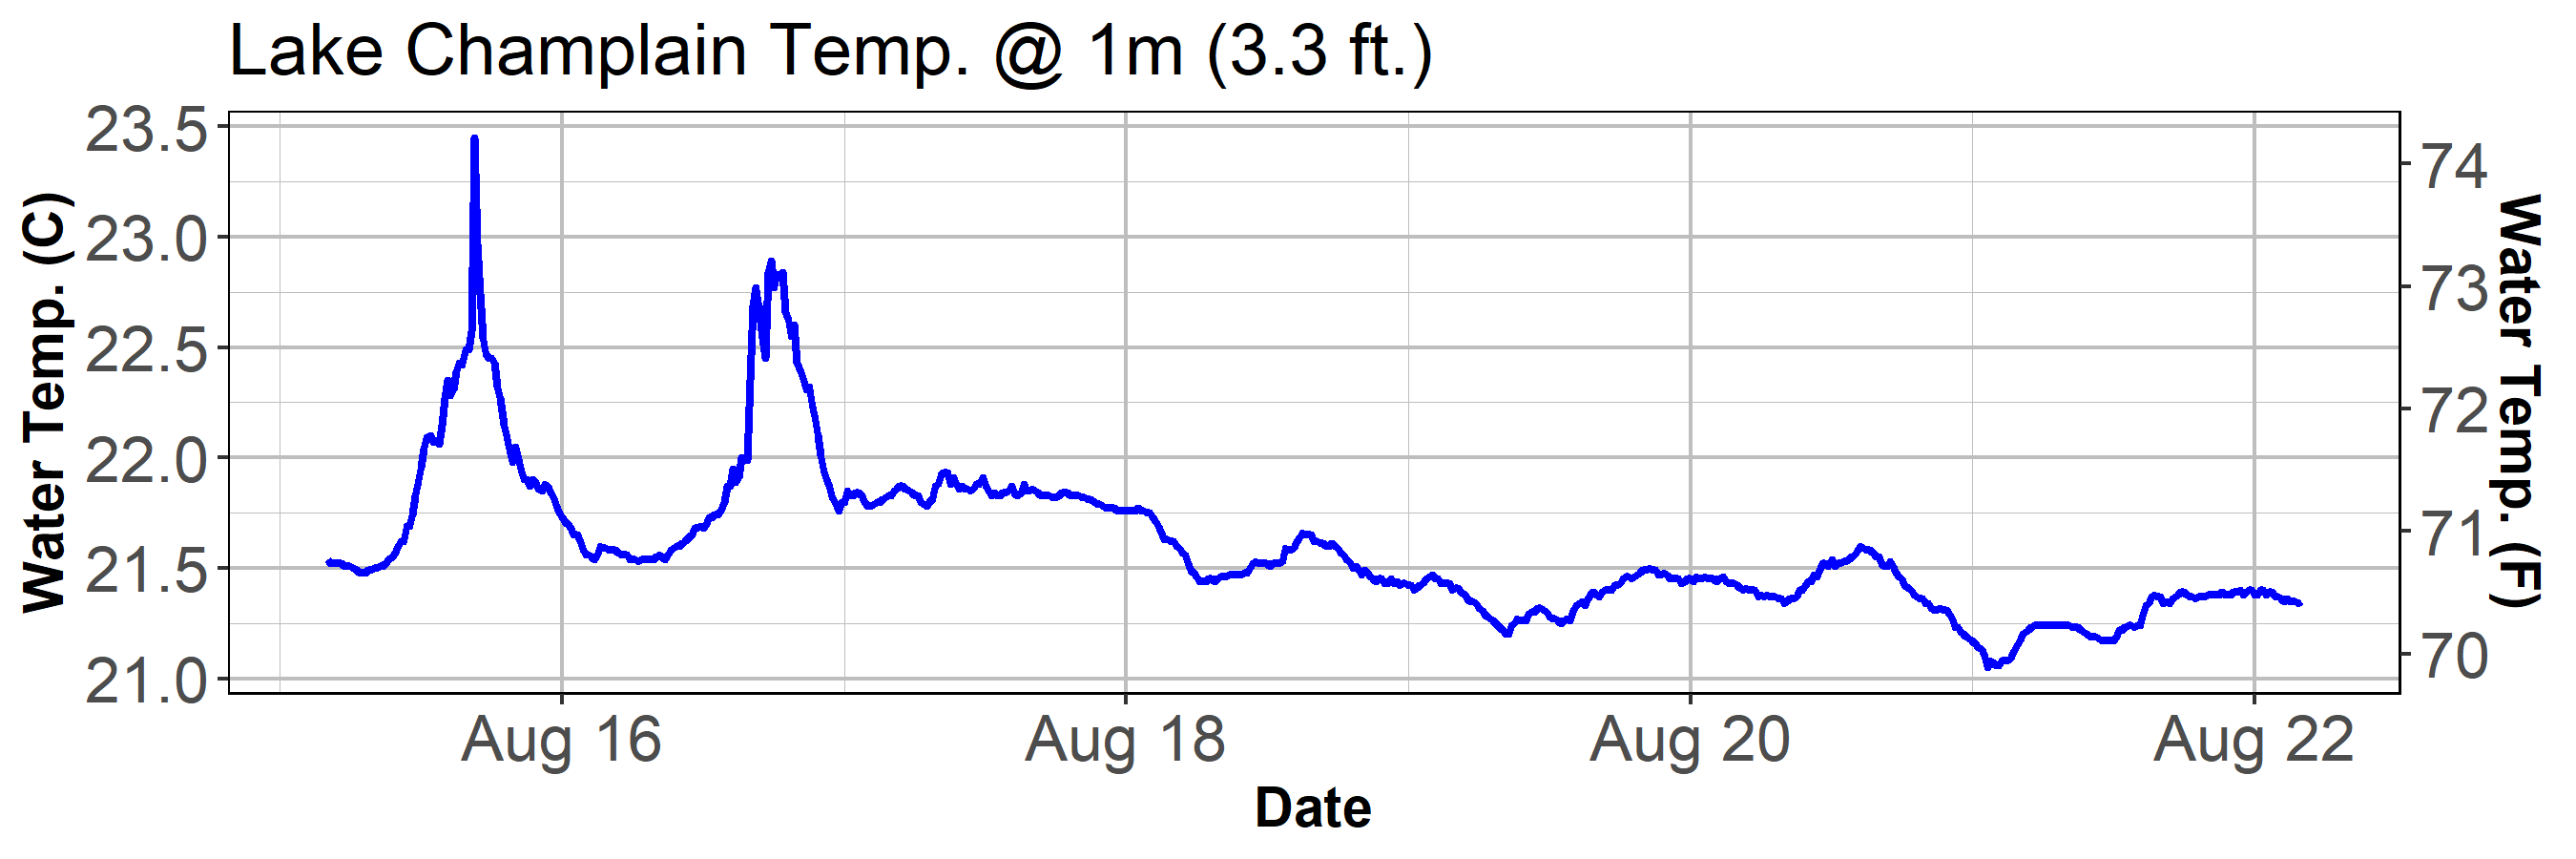 Lake Champlain Temp. @ 1m (3.3 ft.)
Water Temp. (C)
23.5
23.0
22.5
22.0
21.5
21.0
74
73
72
71
70
Water Temp. (F)
Aug 16 Aug 18 Aug 20 Aug 22
Date